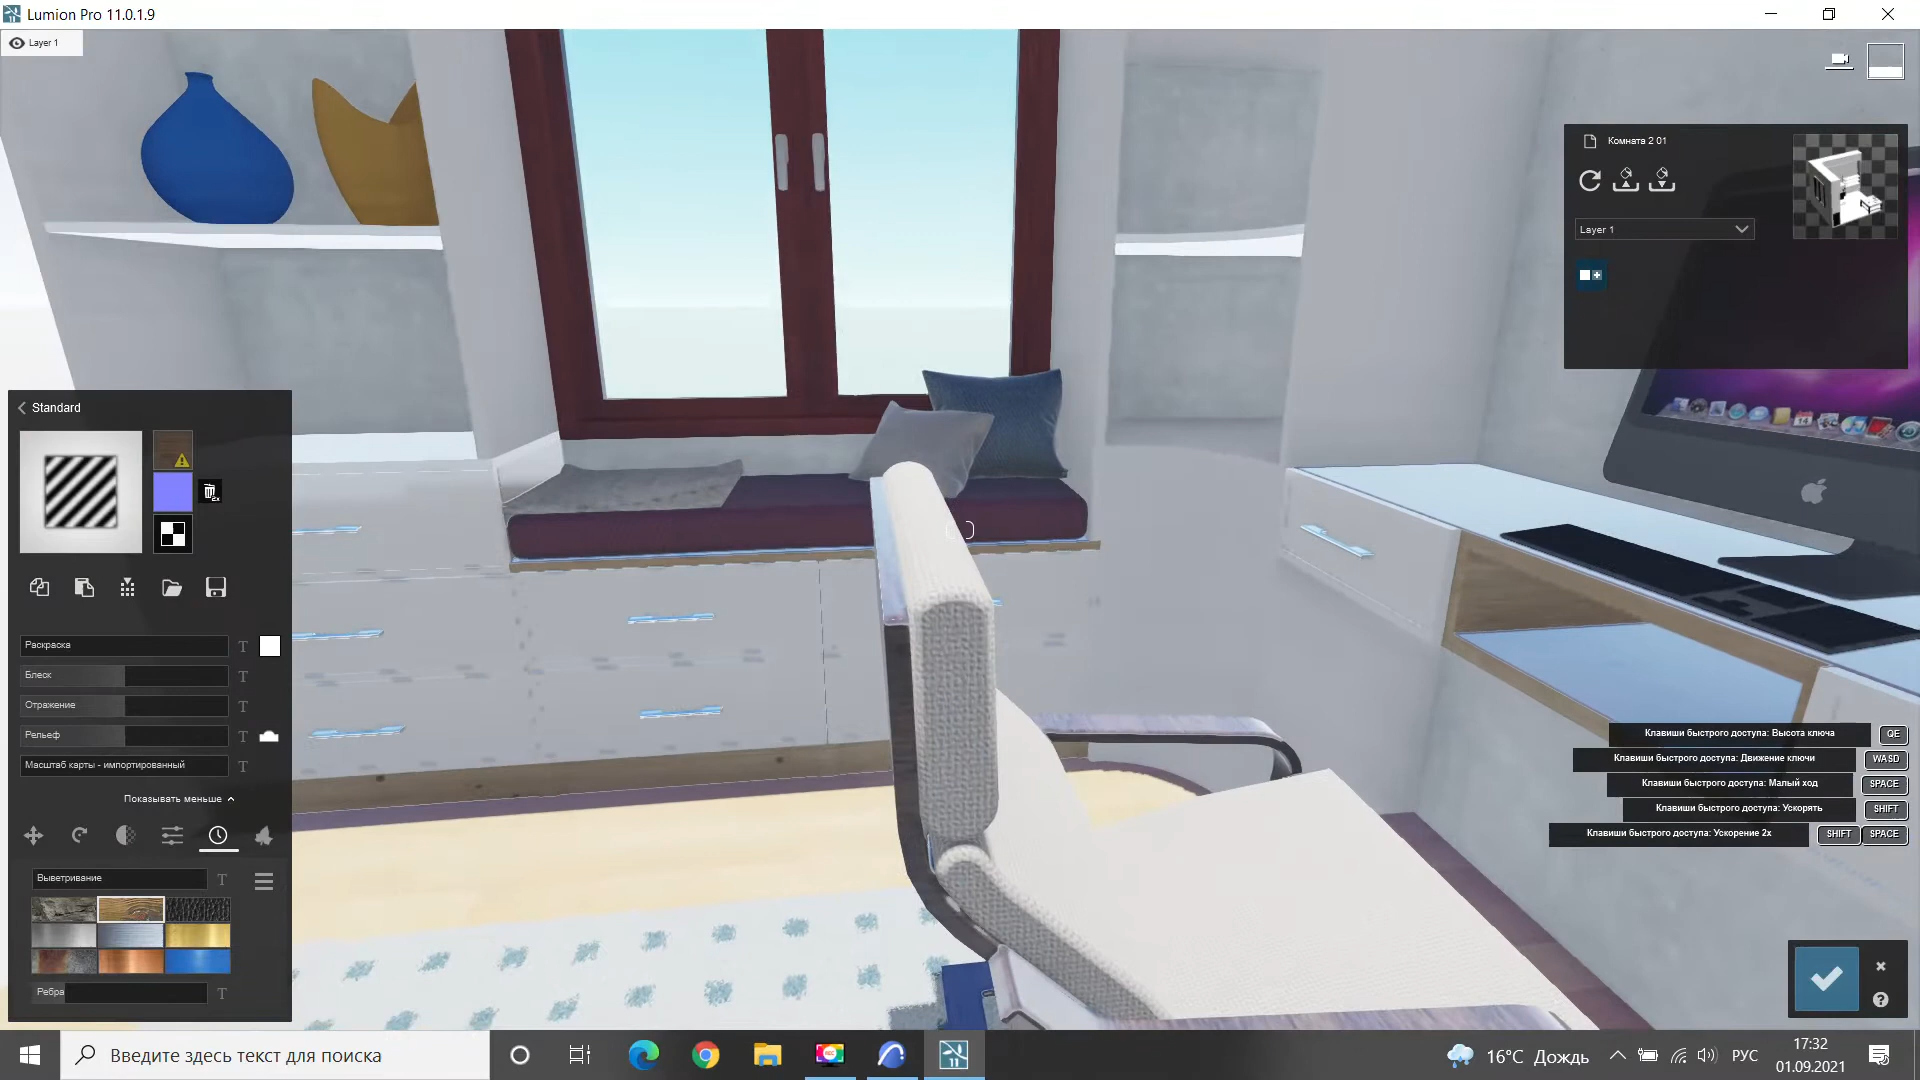 Lumion Pro 11.0.1.9
Layer 1
Комната 2 01
Layer 1
Standard
Раскраска
T
Блеск
T
Отражение
T
Рельеф
T
Масштаб карты - импортированный
T
Показывать меньше
Выветривание
T
Ребра
T
Клавиши быстрого доступа: Высота ключа
QE
Клавиши быстрого доступа: Движение ключи
WASD
Клавиши быстрого доступа: Малый ход
SPACE
Клавиши быстрого доступа: Ускорять
SHIFT
Клавиши быстрого доступа: Ускорение 2x
SHIFT SPACE
Введите здесь текст для поиска
16°C Дождь
РУС
17:32
01.09.2021